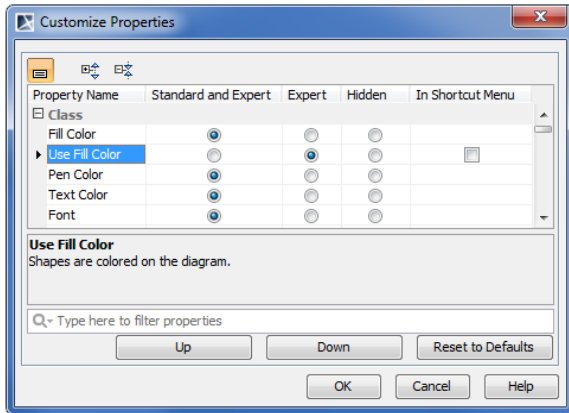 Customize Properties
Property Name Standard and Expert Expert Hidden In Shortcut Menu
Class
Fill Color
Use Fill Color
Pen Color
Text Color
Font
Use Fill Color
Shapes are colored on the diagram.
Type here to filter properties
Up Down Reset to Defaults
OK Cancel Help